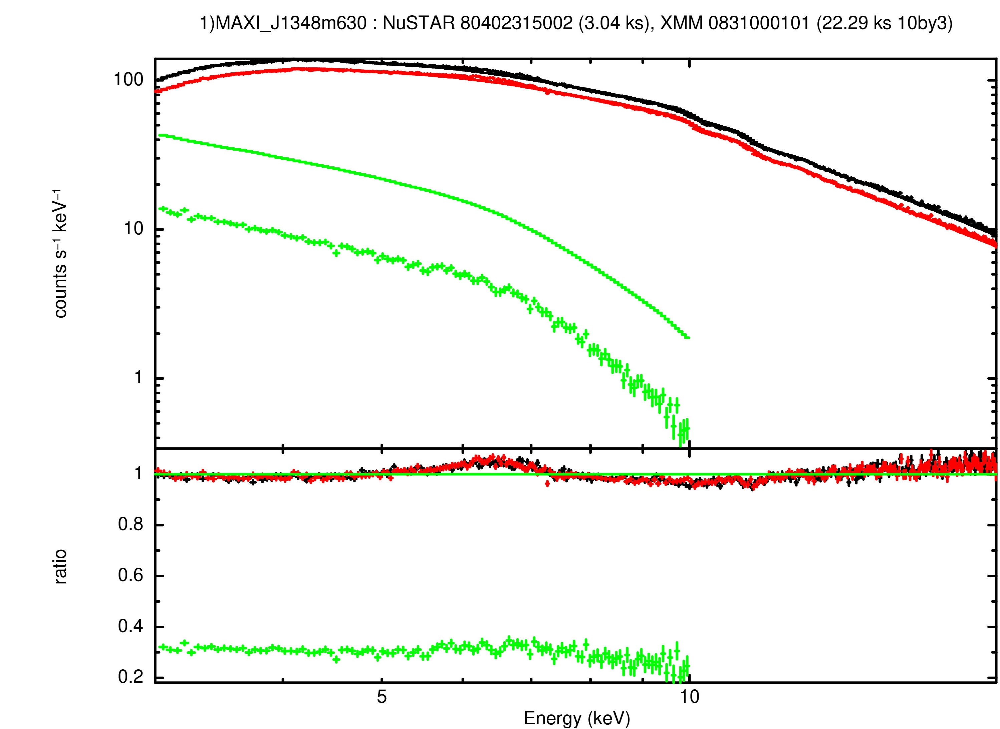 1)MAXI_J1348m630 : NuSTAR 80402315002 (3.04 ks), XMM 0831000101 (22.29 ks 10by3)
counts s⁻¹ keV⁻¹
100
10
1
ratio
1
0.8
0.6
0.4
0.2
5 10
Energy (keV)